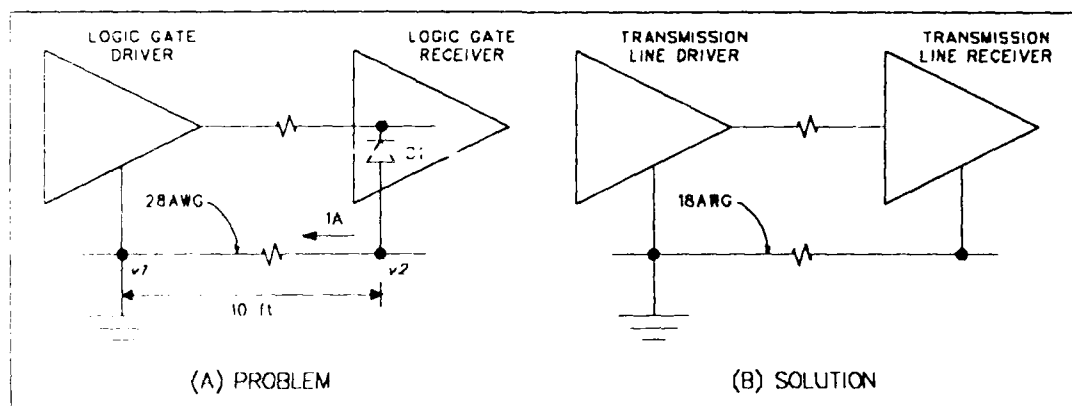 LOGIC GATE
DRIVER
LOGIC GATE
RECEIVER
28AWG
1A
v1
v2
10 ft
(A) PROBLEM
TRANSMISSION
LINE DRIVER
TRANSMISSION
LINE RECEIVER
18AWG
(B) SOLUTION